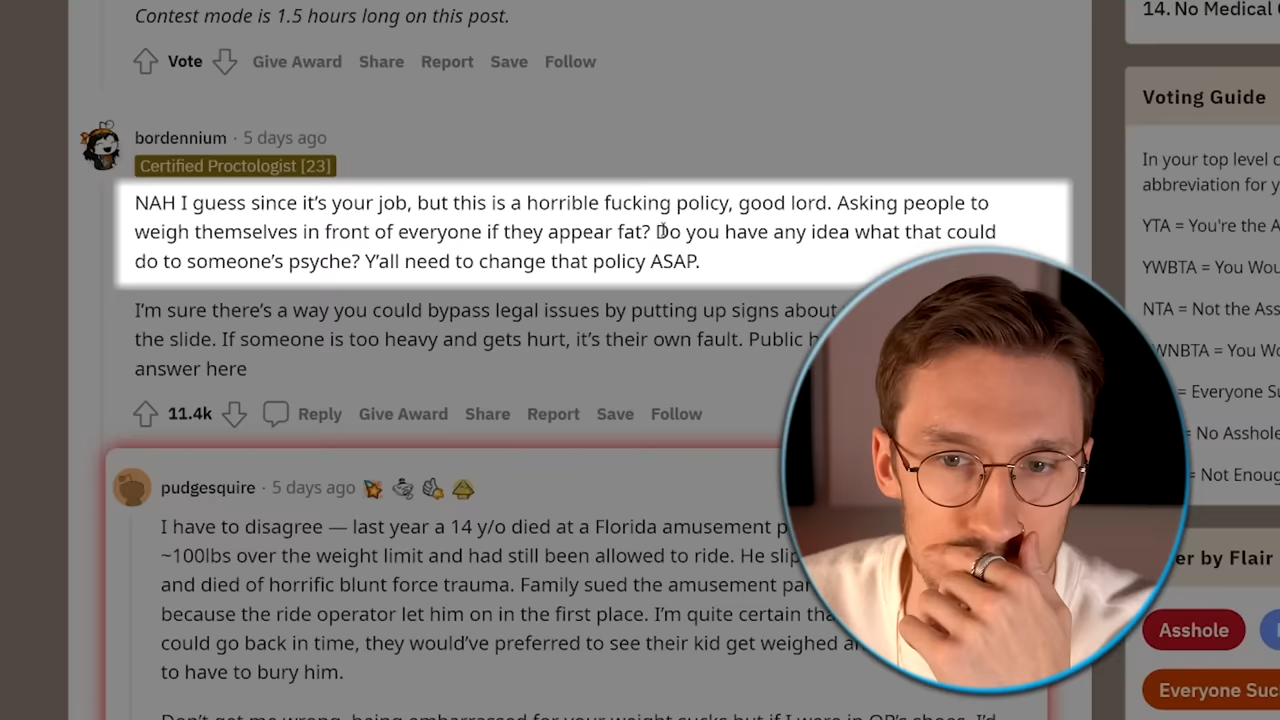 Contest mode is 1.5 hours long on this post.
Vote Give Award Share Report Save Follow
bordennium · 5 days ago
Certified Proctologist [23]
NAH I guess since it's your job, but this is a horrible fucking policy, good lord. Asking people to
weigh themselves in front of everyone if they appear fat? Do you have any idea what that could
do to someone's psyche? Y'all need to change that policy ASAP.
I'm sure there's a way you could bypass legal issues by putting up signs about
the slide. If someone is too heavy and gets hurt, it's their own fault. Public
answer here
11.4k Reply Give Award Share Report Save Follow
pudgesquire · 5 days ago
I have to disagree — last year a 14 y/o died at a Florida amusement
~100lbs over the weight limit and had still been allowed to ride. He
and died of horrific blunt force trauma. Family sued the amusement
because the ride operator let him on in the first place. I'm quite certain
could go back in time, they would've preferred to see their kid get weighed
to have to bury him.
14. No Medical
Voting Guide
In your top level
abbreviation for
YTA = You're the
YWBTA = You
NTA = Not the
= Everyone
= No
= Not
by Flair
Asshole
Everyone